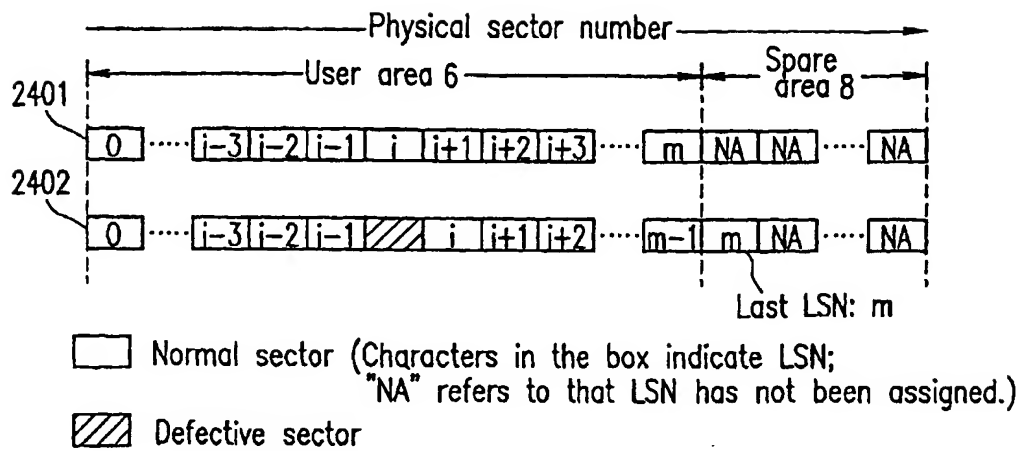 Physical sector number
User area 6
Spare
area 8
2401
0 ..... i-3 i-2 i-1 i i+1 i+2 i+3 ..... m NA NA ..... NA
2402
0 ..... i-3 i-2 i-1 i i+1 i+2 ..... m-1 m NA ..... NA
Last LSN: m
Normal sector (Characters in the box indicate LSN;
"NA" refers to that LSN has not been assigned.)
Defective sector